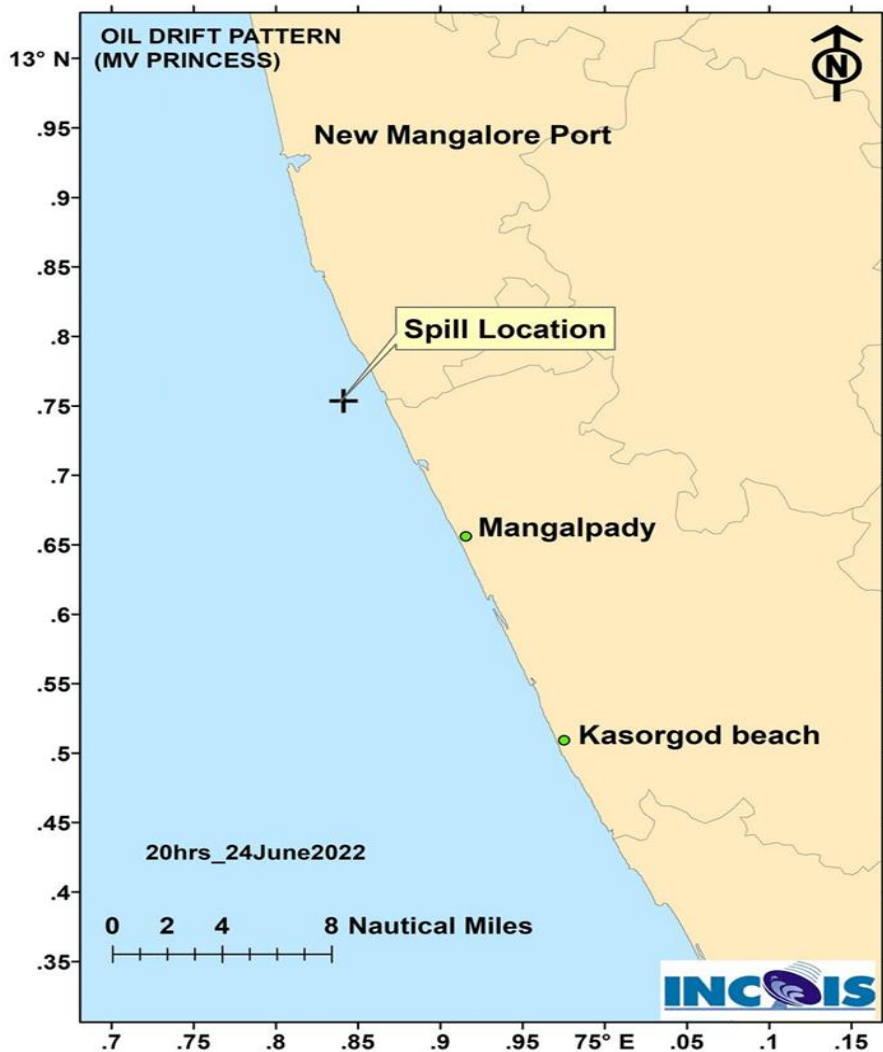 OIL DRIFT PATTERN
(MV PRINCESS)
N
13° N
.95
New Mangalore Port
.9
.85
.8
Spill Location
.75
.7
Mangalpady
.65
.6
.55
.5
Kasorgod beach
.45
20hrs_24June2022
.4
0 2 4 8 Nautical Miles
.35
INCOIS
.7 .75 .8 .85 .9 .95 75° E .05 .1 .15